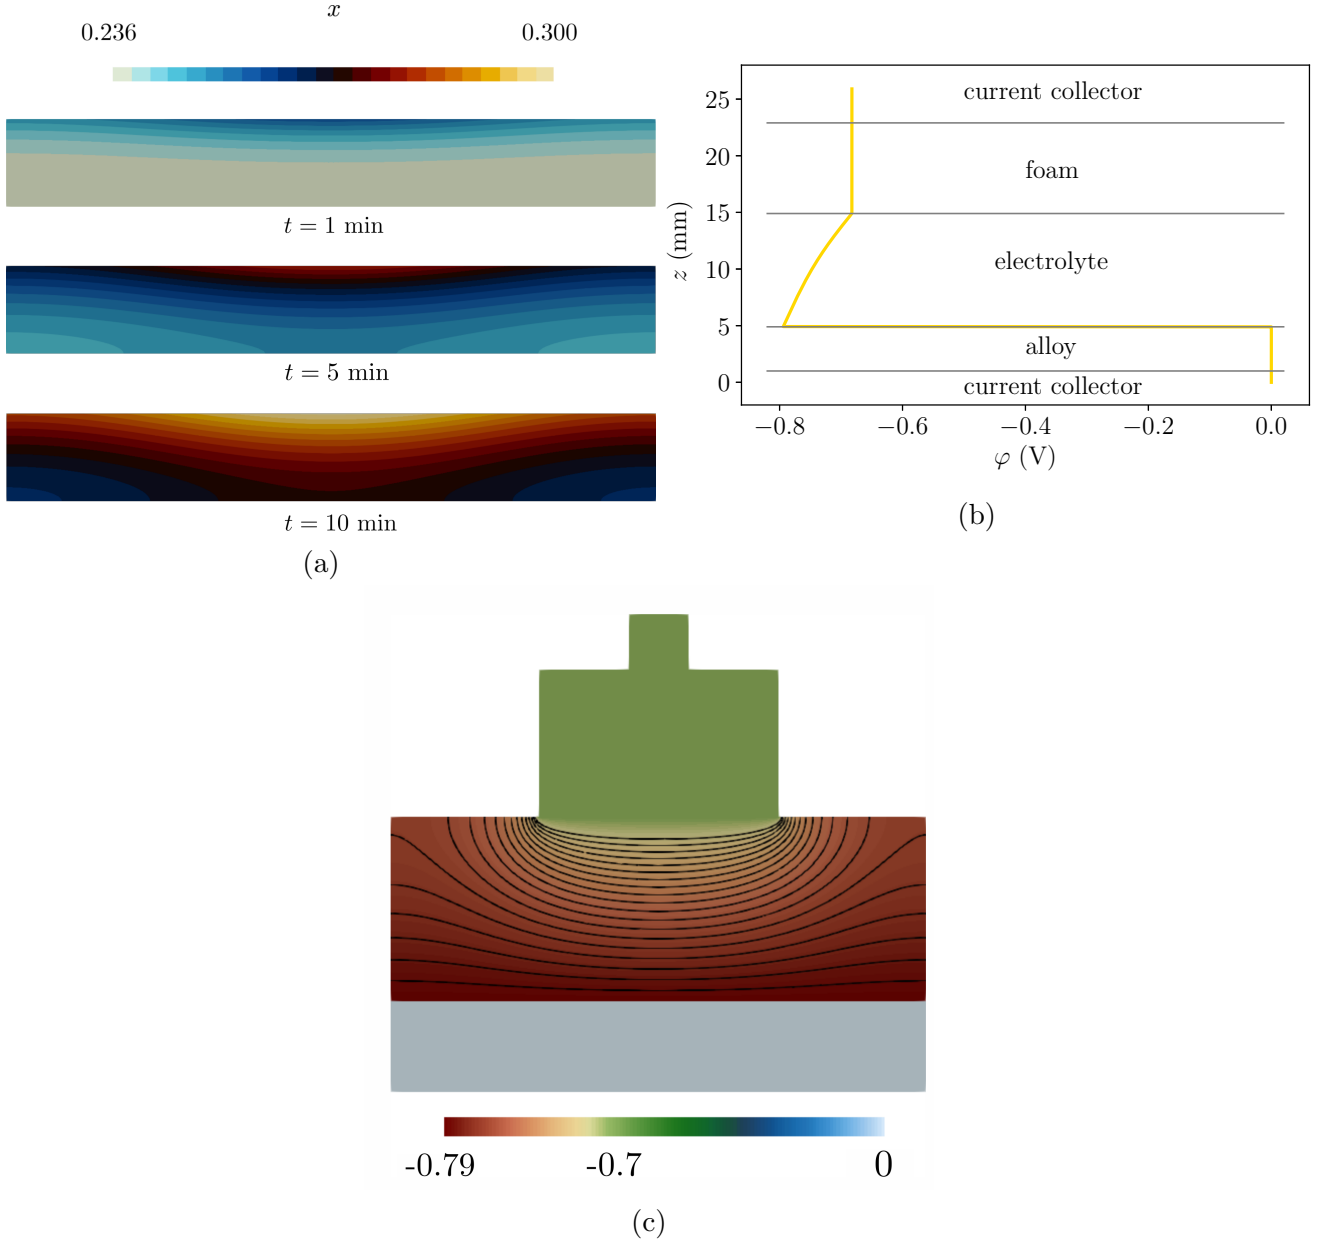 x
0.236 0.300
t = 1 min
t = 5 min
t = 10 min
(a)
25
20
15
10
5
0
z (mm)
current collector
foam
electrolyte
alloy
current collector
−0.8 −0.6 −0.4 −0.2 0.0
φ (V)
(b)
-0.79 -0.7 0
(c)